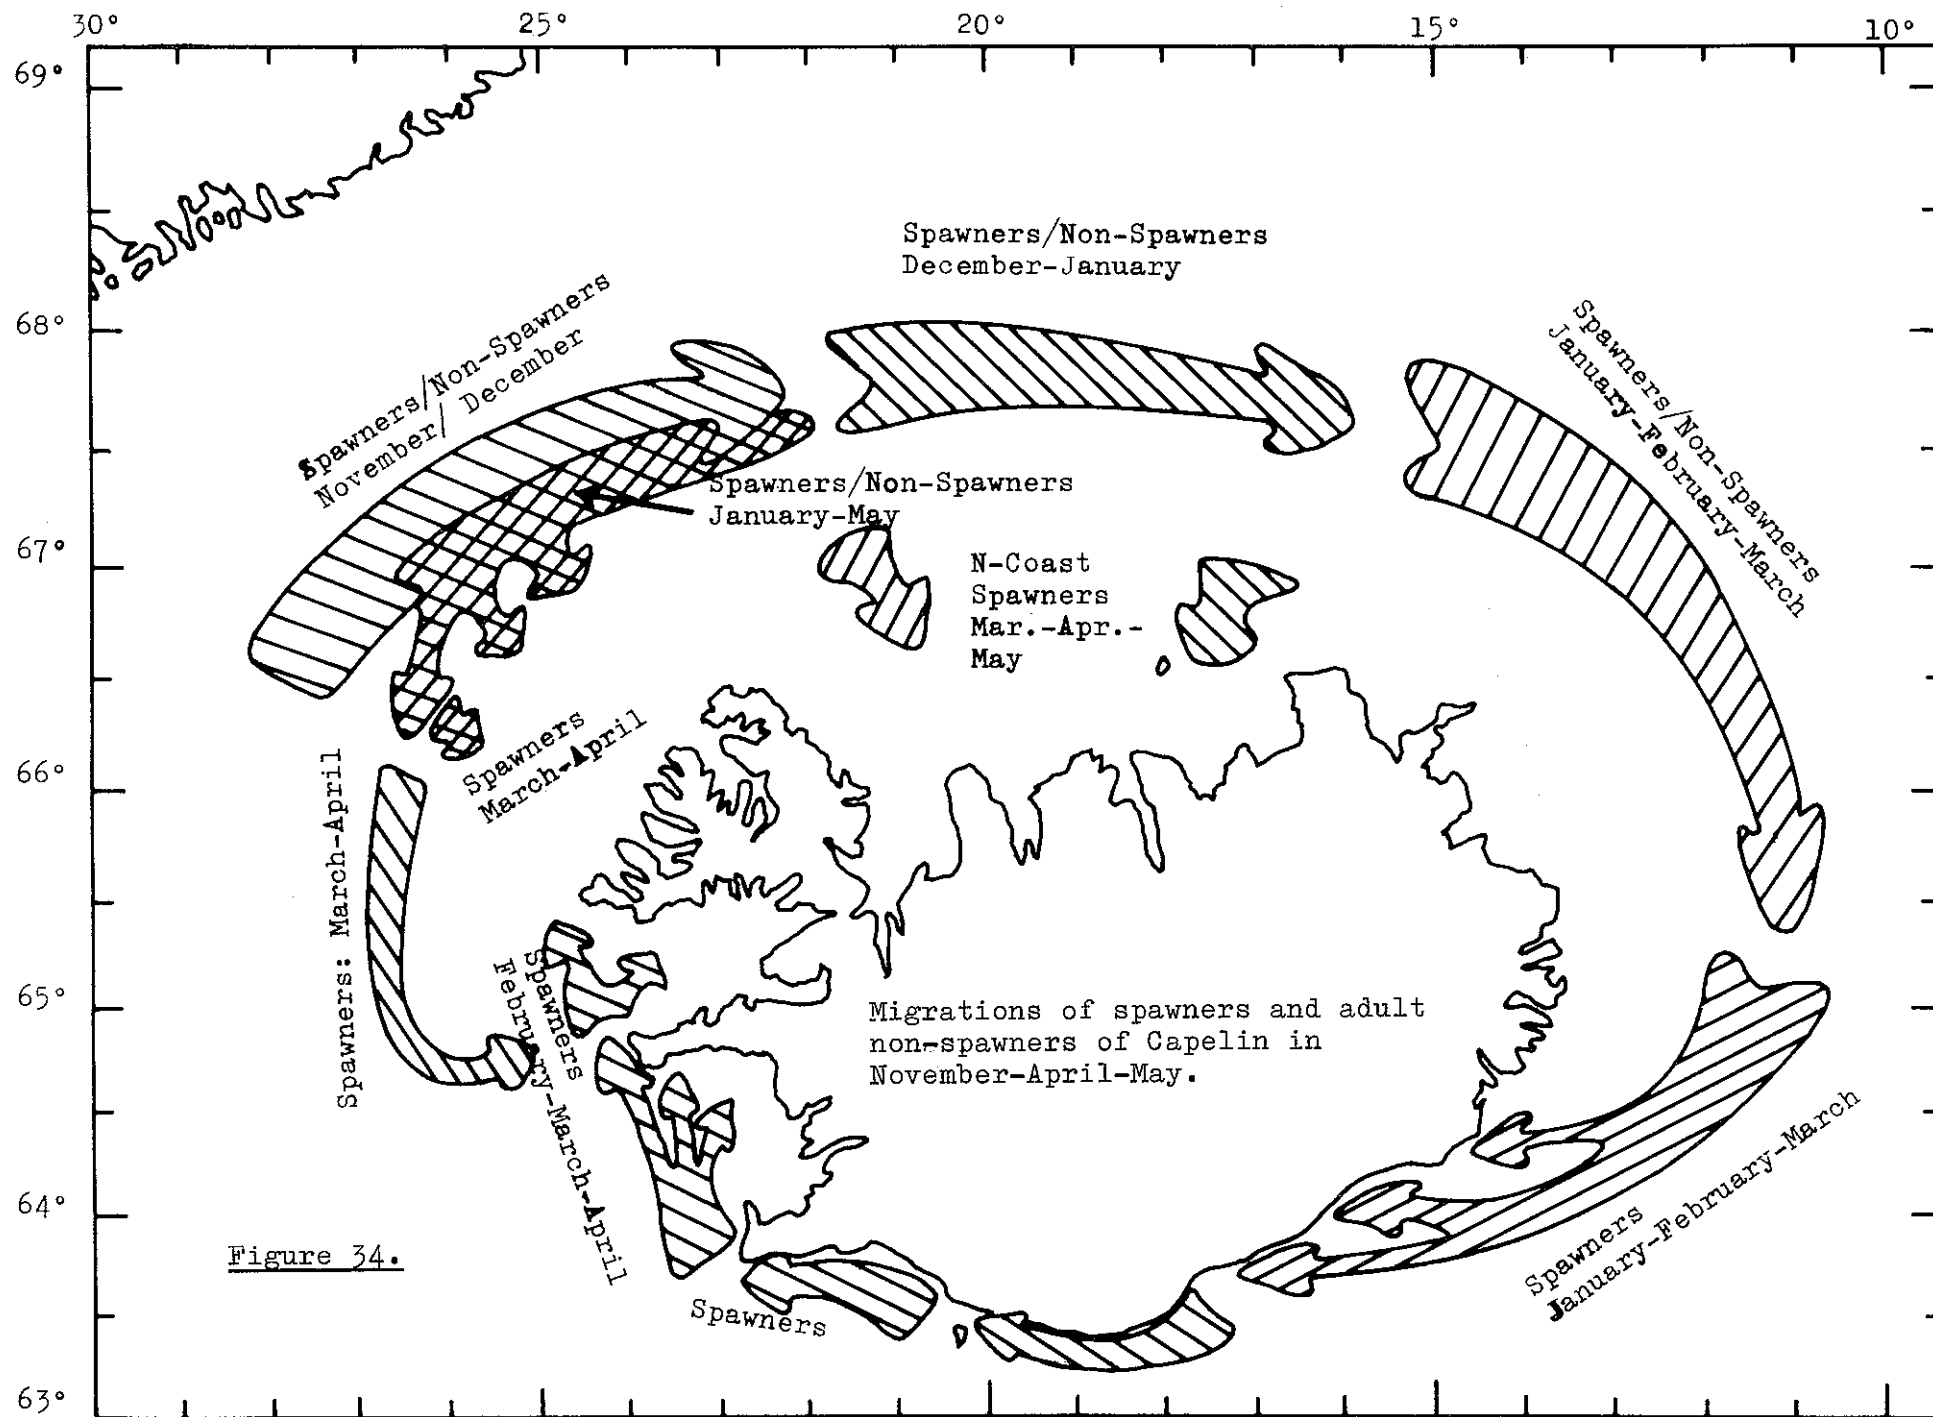 30° 25° 20° 15° 10°
69°
68°
67°
66°
65°
64°
63°
Spawners/Non-Spawners
December-January
Spawners/Non-Spawners
November/ December
Spawners/Non-Spawners
January-February-March
Spawners/Non-Spawners
January-May
N-Coast
Spawners
Mar.-Apr.-
May
Spawners
March-April
Spawners: March-April
Spawners
February-March-April
Migrations of spawners and adult
non-spawners of Capelin in
November-April-May.
Spawners
January-February-March
Spawners
Figure 34.